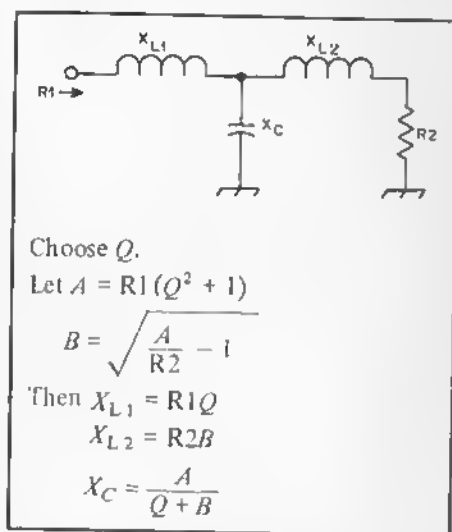 X_L1
X_L2
R1
X_C
R2
Choose Q.
Let A = R1(Q² + 1)
B = √(A/R2 − 1)
Then X_L1 = R1Q
X_L2 = R2B
X_C = A/(Q + B)